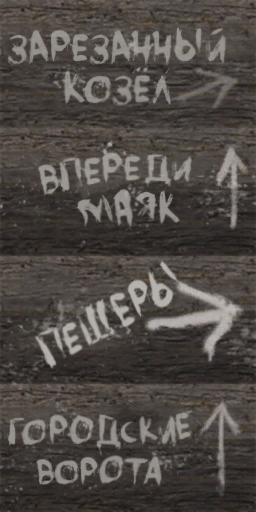 ЗАРЕЗАННЫЙ
КОЗЁЛ
ВПЕРЕДИ
МАЯК
ПЕЩЕРЫ
ГОРОДСКИЕ
ВОРОТА